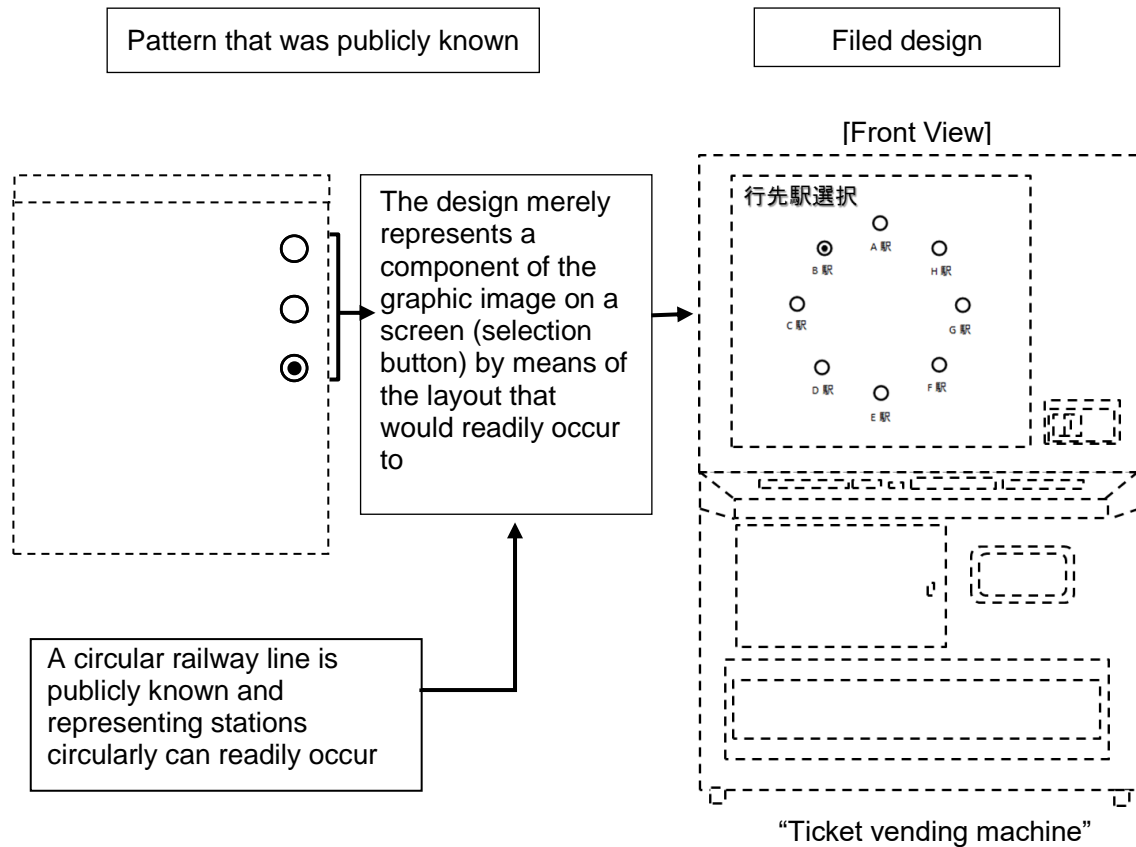 Pattern that was publicly known
Filed design
[Front View]
The design merely
represents a
component of the
graphic image on a
screen (selection
button) by means of
the layout that
would readily occur
to
行先駅選択
A 駅
B 駅
H 駅
C 駅
G 駅
D 駅
F 駅
E 駅
A circular railway line is
publicly known and
representing stations
circularly can readily occur
“Ticket vending machine”